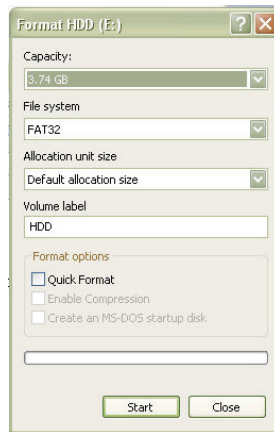 Format HDD (E:)
Capacity:
3.74 GB
File system
FAT32
Allocation unit size
Default allocation size
Volume label
HDD
Format options
Quick Format
Enable Compression
Create an MS-DOS startup disk
Start
Close